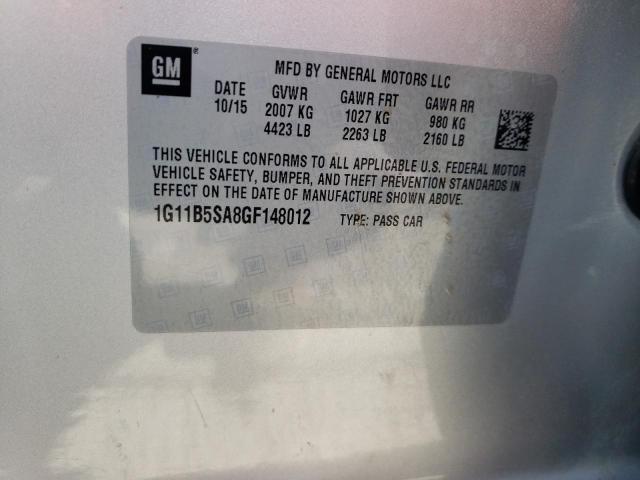 GM®
MFD BY GENERAL MOTORS LLC
DATE GVWR GAWR FRT GAWR RR
10/15 2007 KG 1027 KG 980 KG
4423 LB 2263 LB 2160 LB
THIS VEHICLE CONFORMS TO ALL APPLICABLE U.S. FEDERAL MOTOR
VEHICLE SAFETY, BUMPER, AND THEFT PREVENTION STANDARDS IN
EFFECT ON THE DATE OF MANUFACTURE SHOWN ABOVE.
1G11B5SA8GF148012 TYPE: PASS CAR